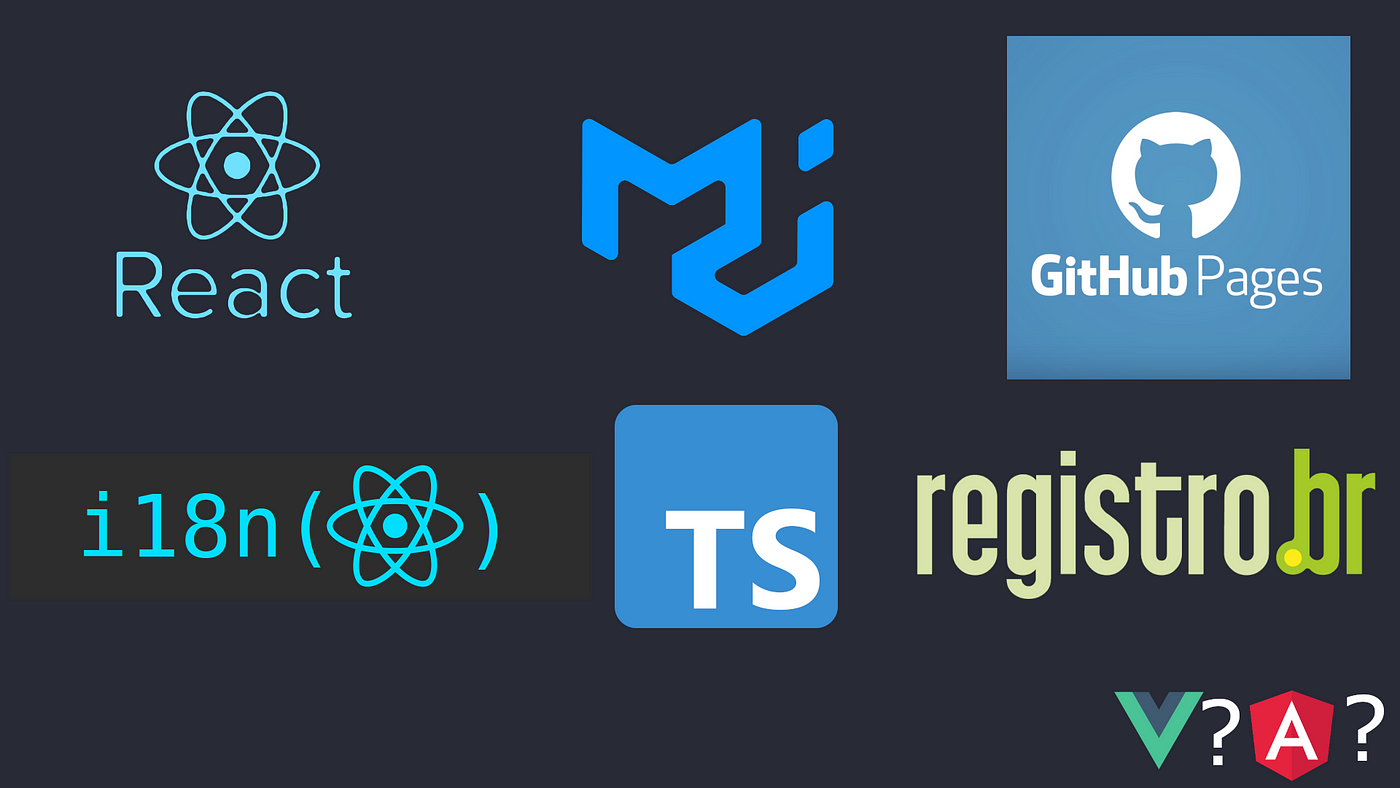 React
GitHub Pages
i18n( )
TS
registro.br
? A ?